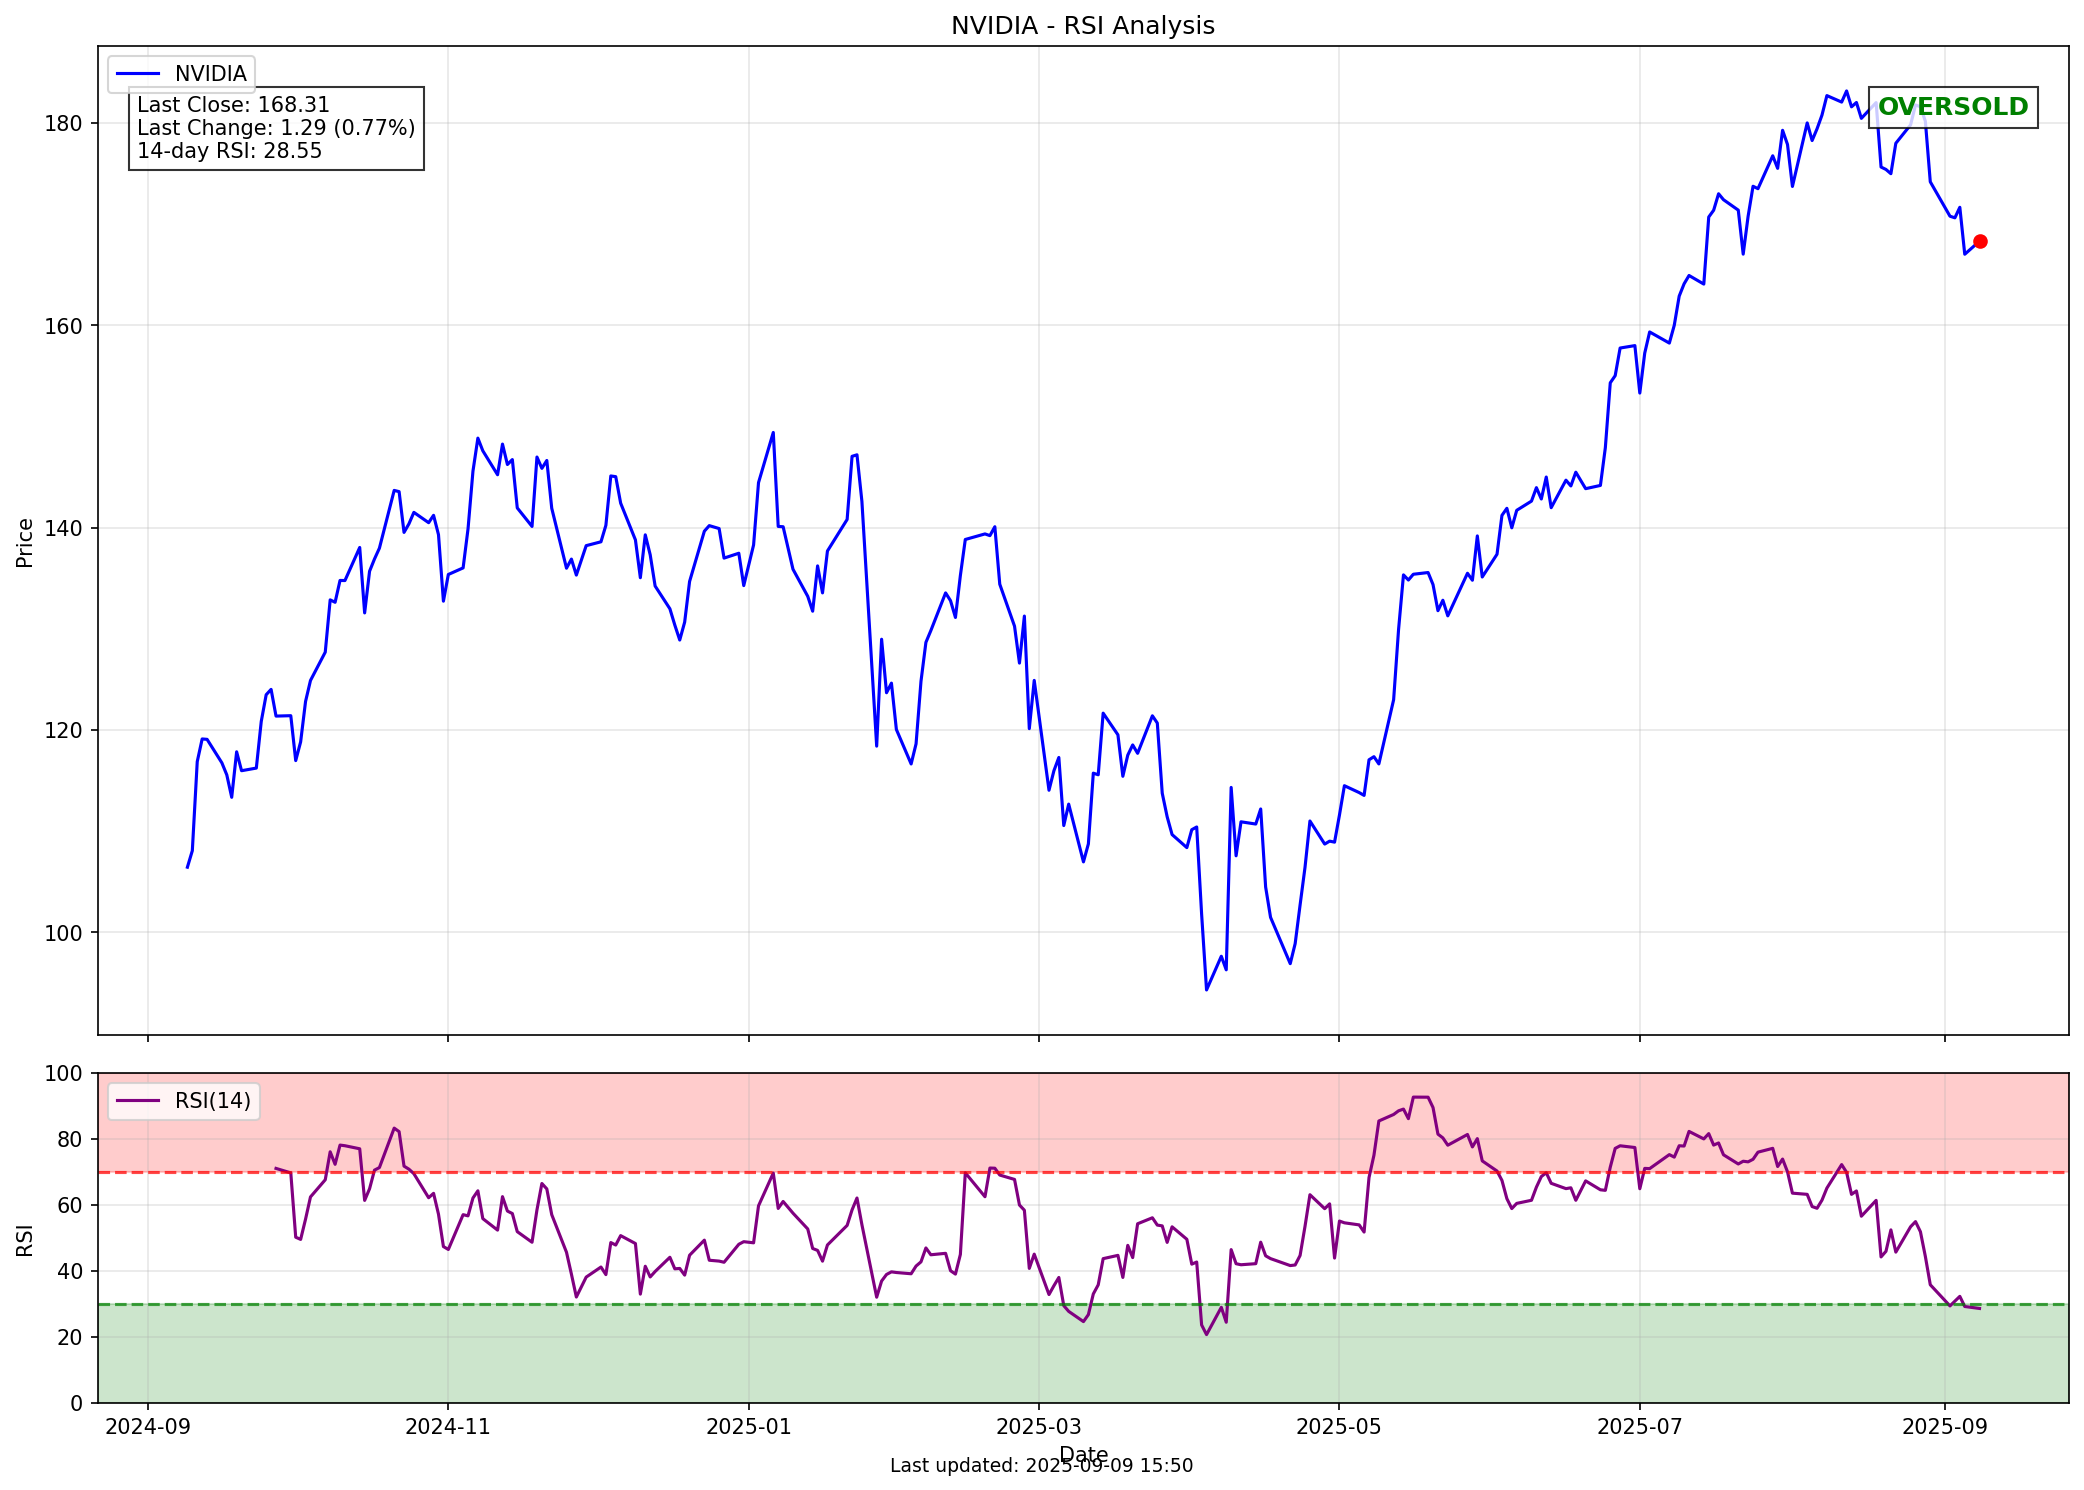 NVIDIA - RSI Analysis
NVIDIA
Last Close: 168.31
Last Change: 1.29 (0.77%)
14-day RSI: 28.55
OVERSOLD
180
160
140
120
100
Price
100
80
60
40
20
0
RSI
RSI(14)
2024-09
2024-11
2025-01
2025-03
2025-05
2025-07
2025-09
Date
Last updated: 2025-09-09 15:50